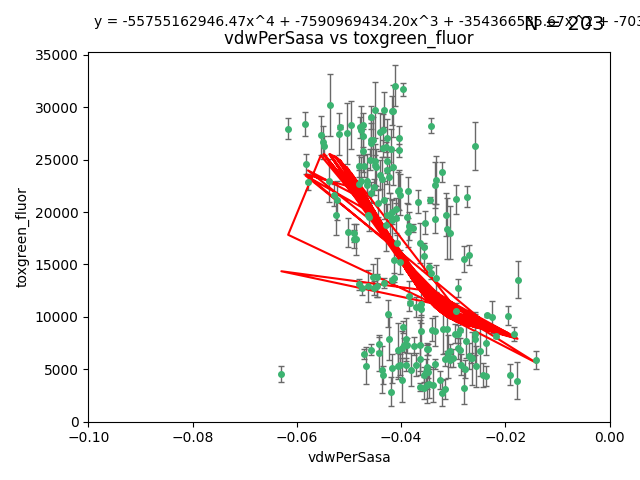 y = -55755162946.47x^4 + -7590969434.20x^3 + -354366
N = 203
vdwPerSasa vs toxgreen_fluor
35000
30000
25000
20000
15000
10000
5000
0
toxgreen_fluor
−0.10 −0.08 −0.06 −0.04 −0.02 0.00
vdwPerSasa